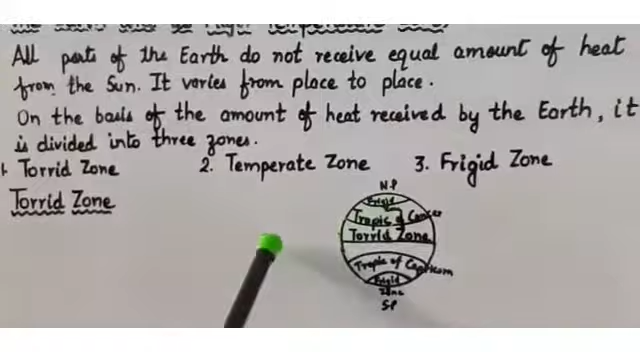 All parts of the Earth do not receive equal amount of heat
from the Sun. It varies from place to place.
On the basis of the amount of heat received by the Earth, it
is divided into three zones.
1. Torrid Zone 2. Temperate Zone 3. Frigid Zone
Torrid Zone
N.P
Frigid
Tropic of Cancer
Torrid Zone
Tropic of Capricorn
Frigid
Zone
S.P